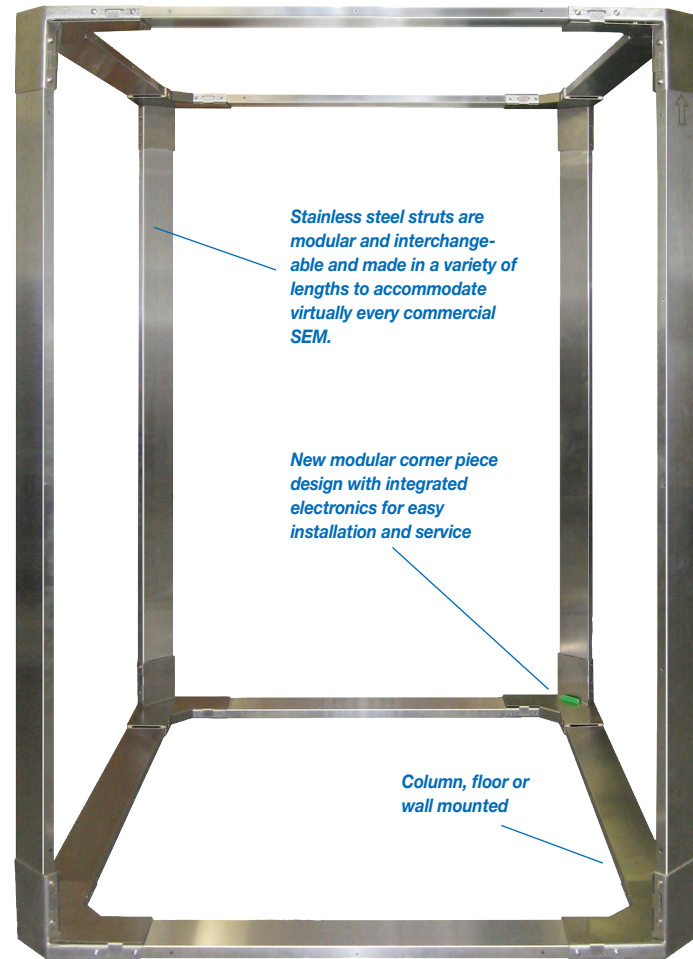 Stainless steel struts are
modular and interchange-
able and made in a variety of
lengths to accommodate
virtually every commercial
SEM.
New modular corner piece
design with integrated
electronics for easy
installation and service
Column, floor or
wall mounted